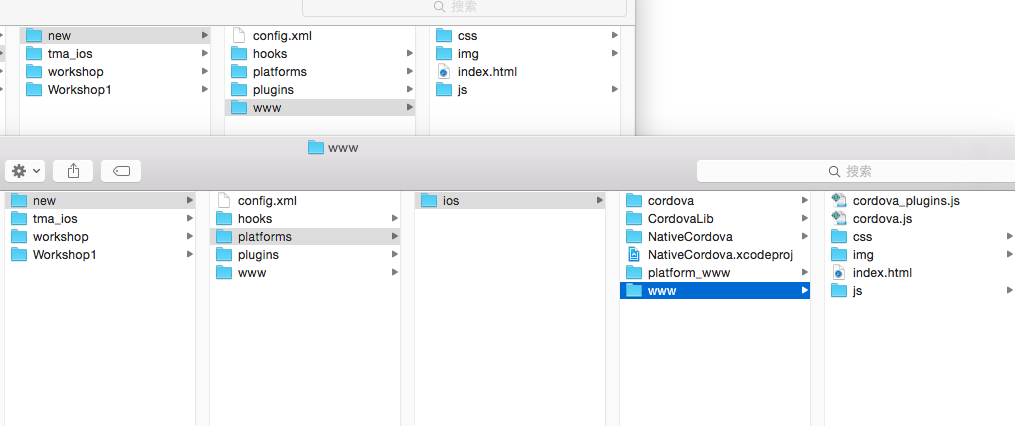 搜索
new
tma_ios
workshop
Workshop1
config.xml
hooks
platforms
plugins
www
css
img
index.html
js
www
搜索
new
tma_ios
workshop
Workshop1
config.xml
hooks
platforms
plugins
www
ios
cordova
CordovaLib
NativeCordova
NativeCordova.xcodeproj
platform_www
www
cordova_plugins.js
cordova.js
css
img
index.html
js